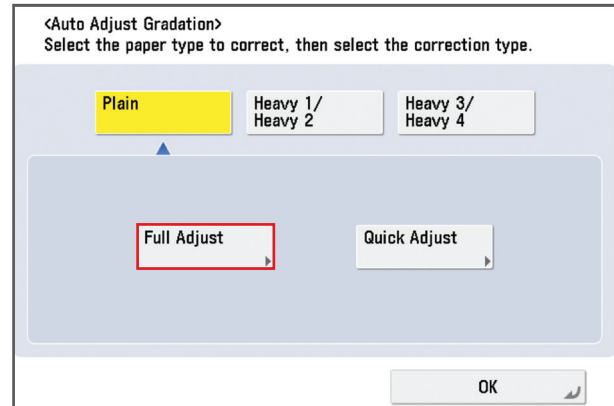 <Auto Adjust Gradation>
Select the paper type to correct, then select the correction type.
Plain
Heavy 1/
Heavy 2
Heavy 3/
Heavy 4
Full Adjust
Quick Adjust
OK